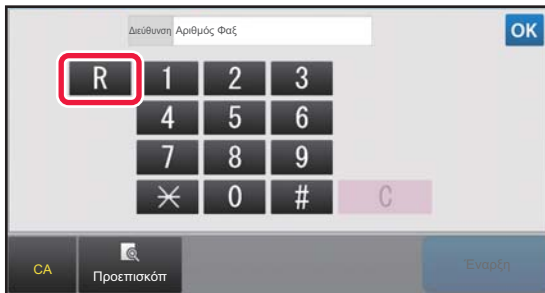 Διεύθυνση Αριθμός Φαξ OK
R 1 2 3
4 5 6
7 8 9
* 0 # C
CA Προεπισκόπ Έναρξη